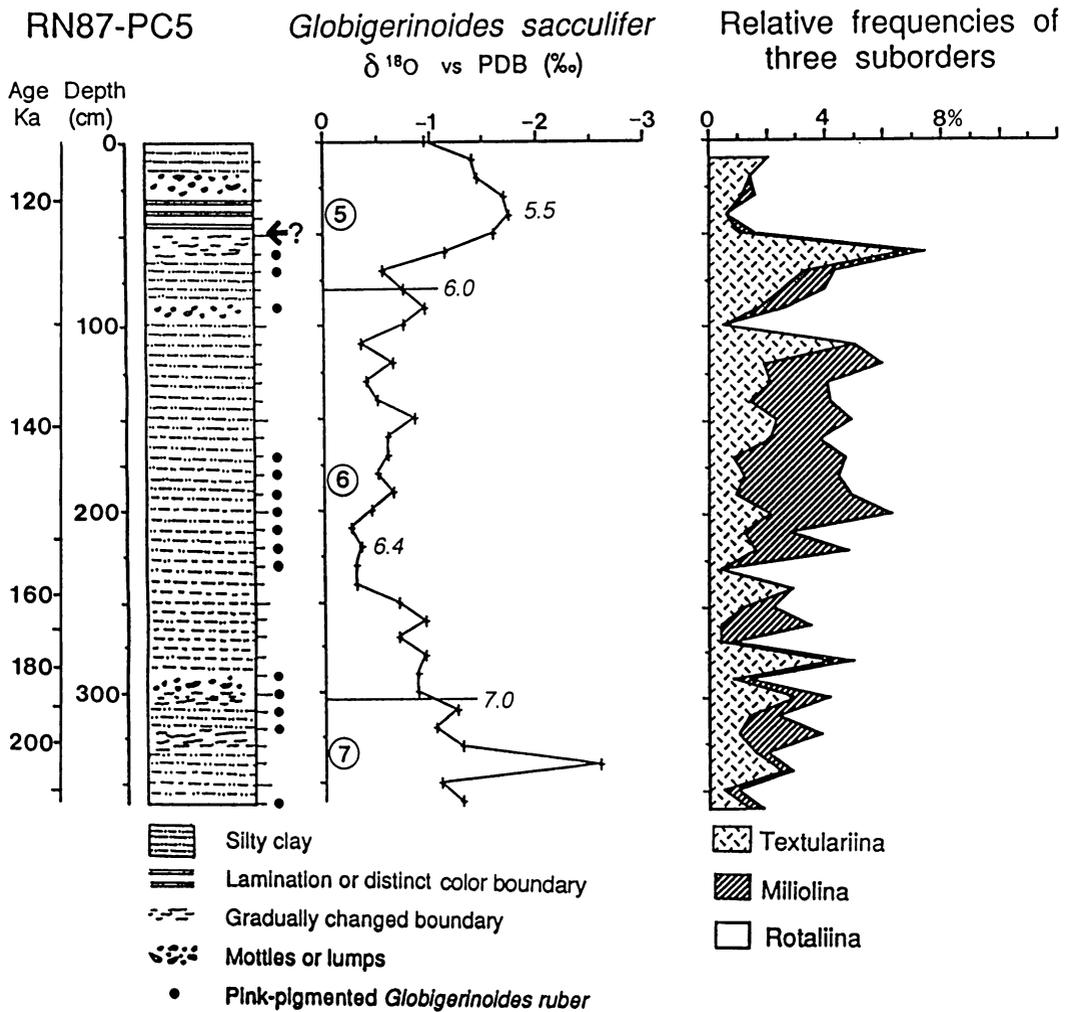 RN87-PC5
Globigerinoides sacculifer
δ 18O vs PDB (‰)
Relative frequencies of
three suborders
Age Depth
Ka (cm)
0 -1 -2 -3
0 4 8%
0
120
100
140
200
160
180
300
200
←?
5
5.5
6.0
6
6.4
7.0
7
Silty clay
Lamination or distinct color boundary
Gradually changed boundary
Mottles or lumps
Pink-pigmented Globigerinoides ruber
Textulariina
Miliolina
Rotaliina